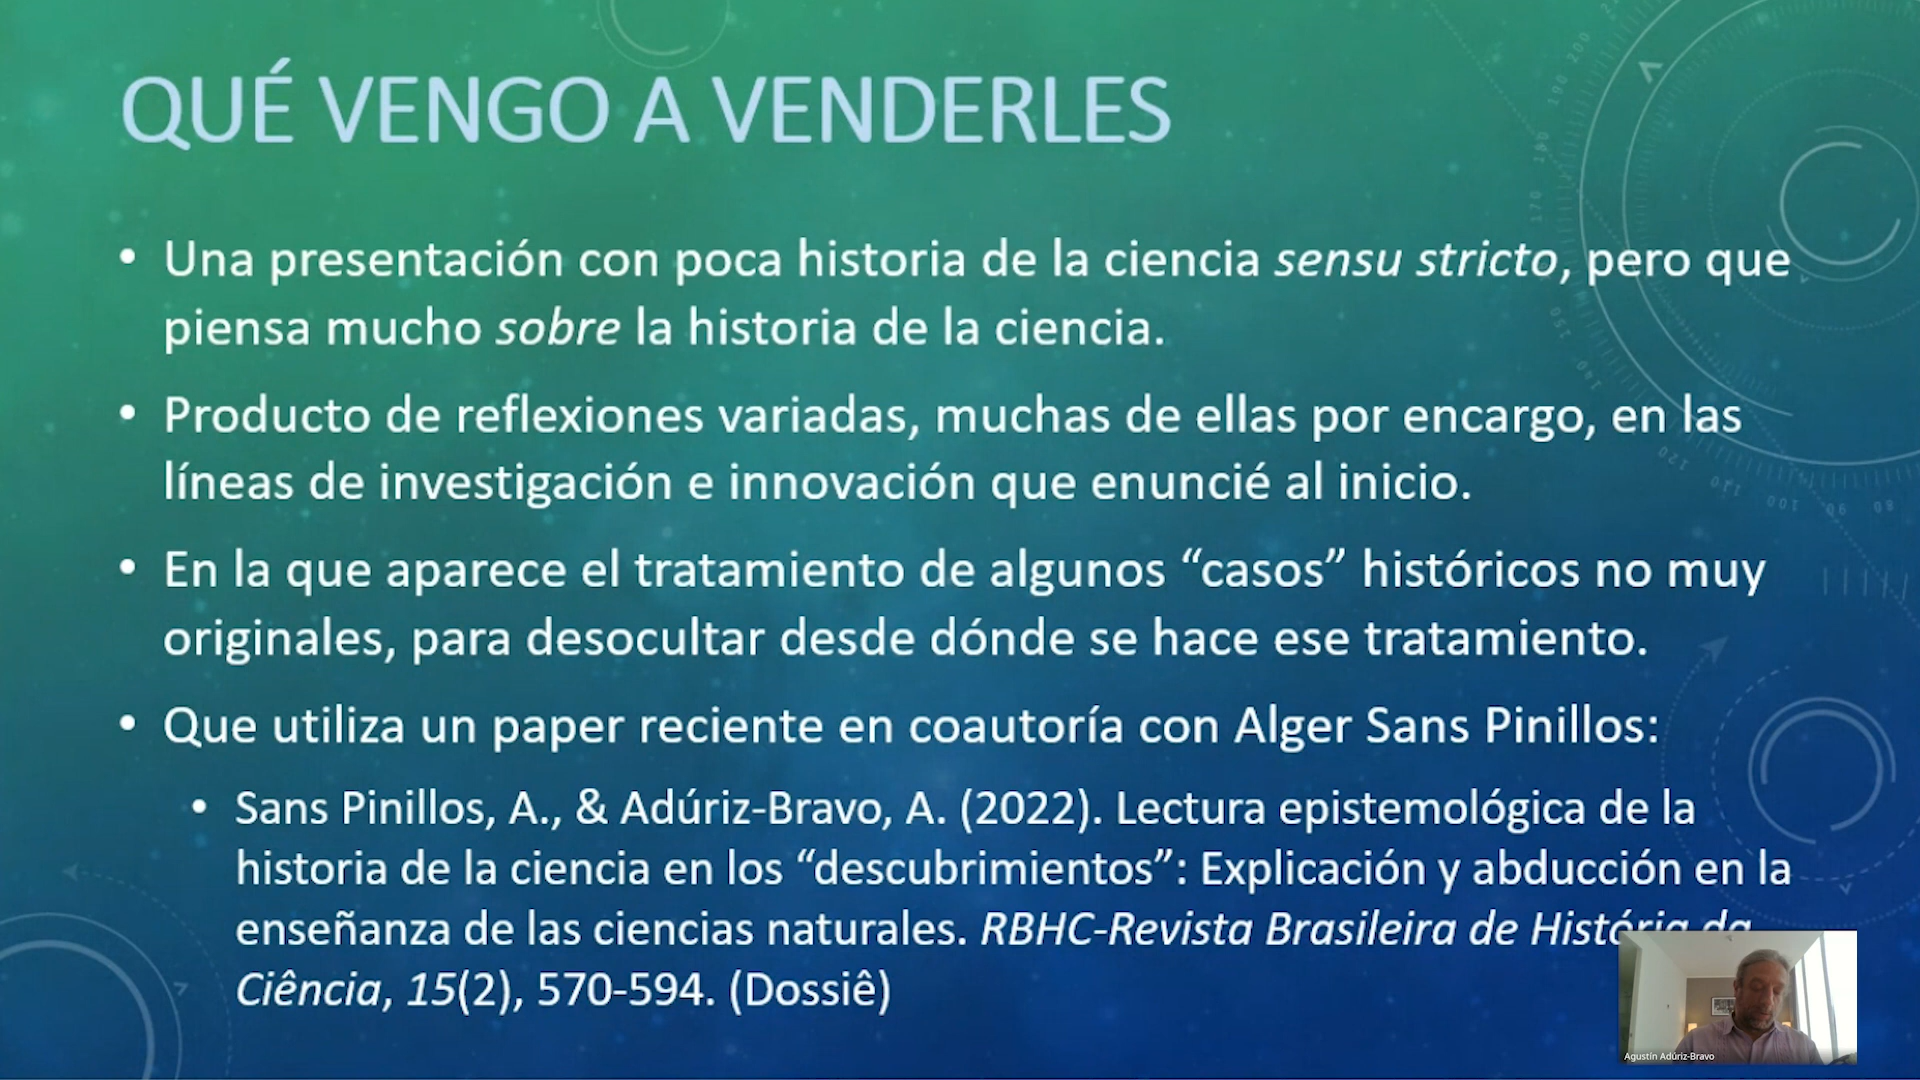 QUÉ VENGO A VENDERLES
• Una presentación con poca historia de la ciencia sensu stricto, pero que
piensa mucho sobre la historia de la ciencia.
• Producto de reflexiones variadas, muchas de ellas por encargo, en las
líneas de investigación e innovación que enuncié al inicio.
• En la que aparece el tratamiento de algunos “casos” históricos no muy
originales, para desocultar desde dónde se hace ese tratamiento.
• Que utiliza un paper reciente en coautoría con Alger Sans Pinillos:
• Sans Pinillos, A., & Adúriz-Bravo, A. (2022). Lectura epistemológica de la
historia de la ciencia en los “descubrimientos”: Explicación y abducción en la
enseñanza de las ciencias naturales. RBHC-Revista Brasileira de História da
Ciência, 15(2), 570-594. (Dossiê)
Agustín Adúriz-Bravo